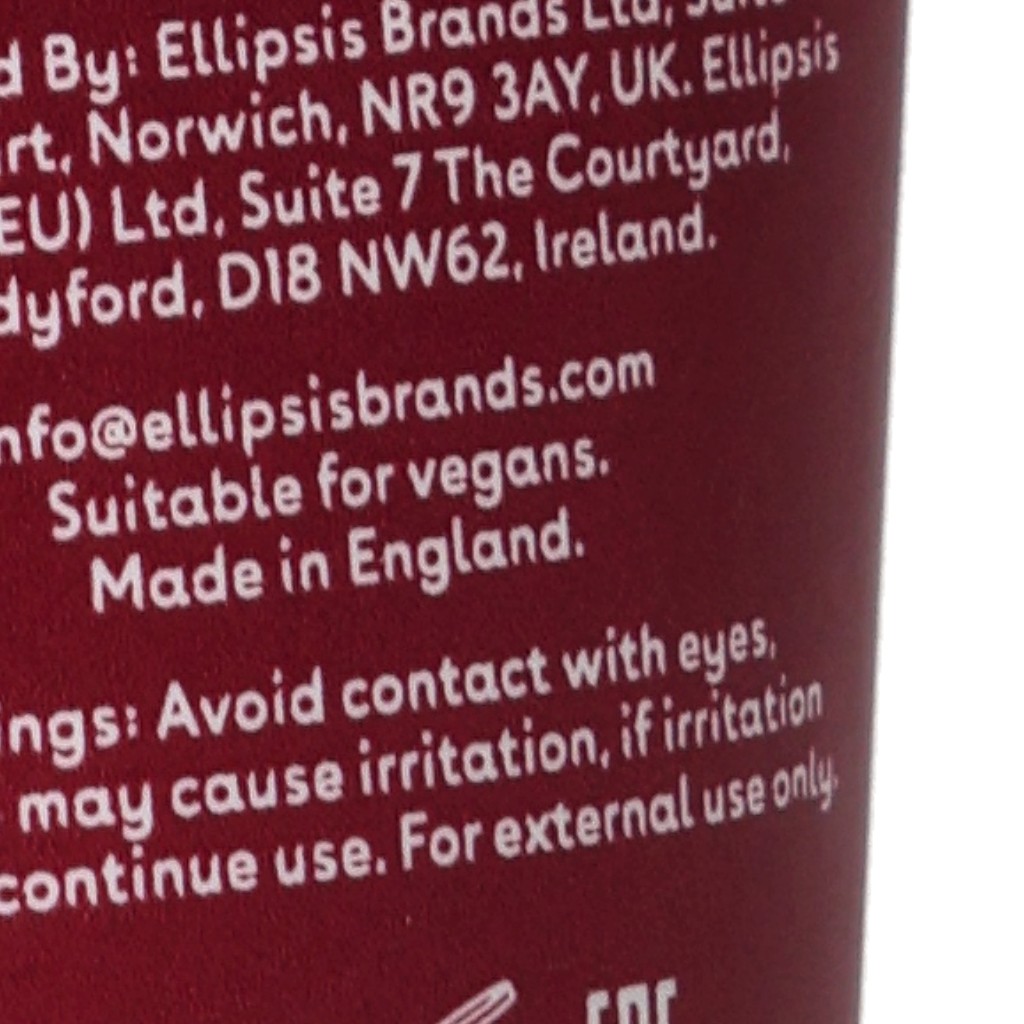 d By: Ellipsis Brands Ltd, Suite
rt, Norwich, NR9 3AY, UK. Ellipsis
EU) Ltd, Suite 7 The Courtyard,
dyford, D18 NW62, Ireland.
nfo@ellipsisbrands.com
Suitable for vegans.
Made in England.
ings: Avoid contact with eyes,
may cause irritation, if irritation
continue use. For external use only.